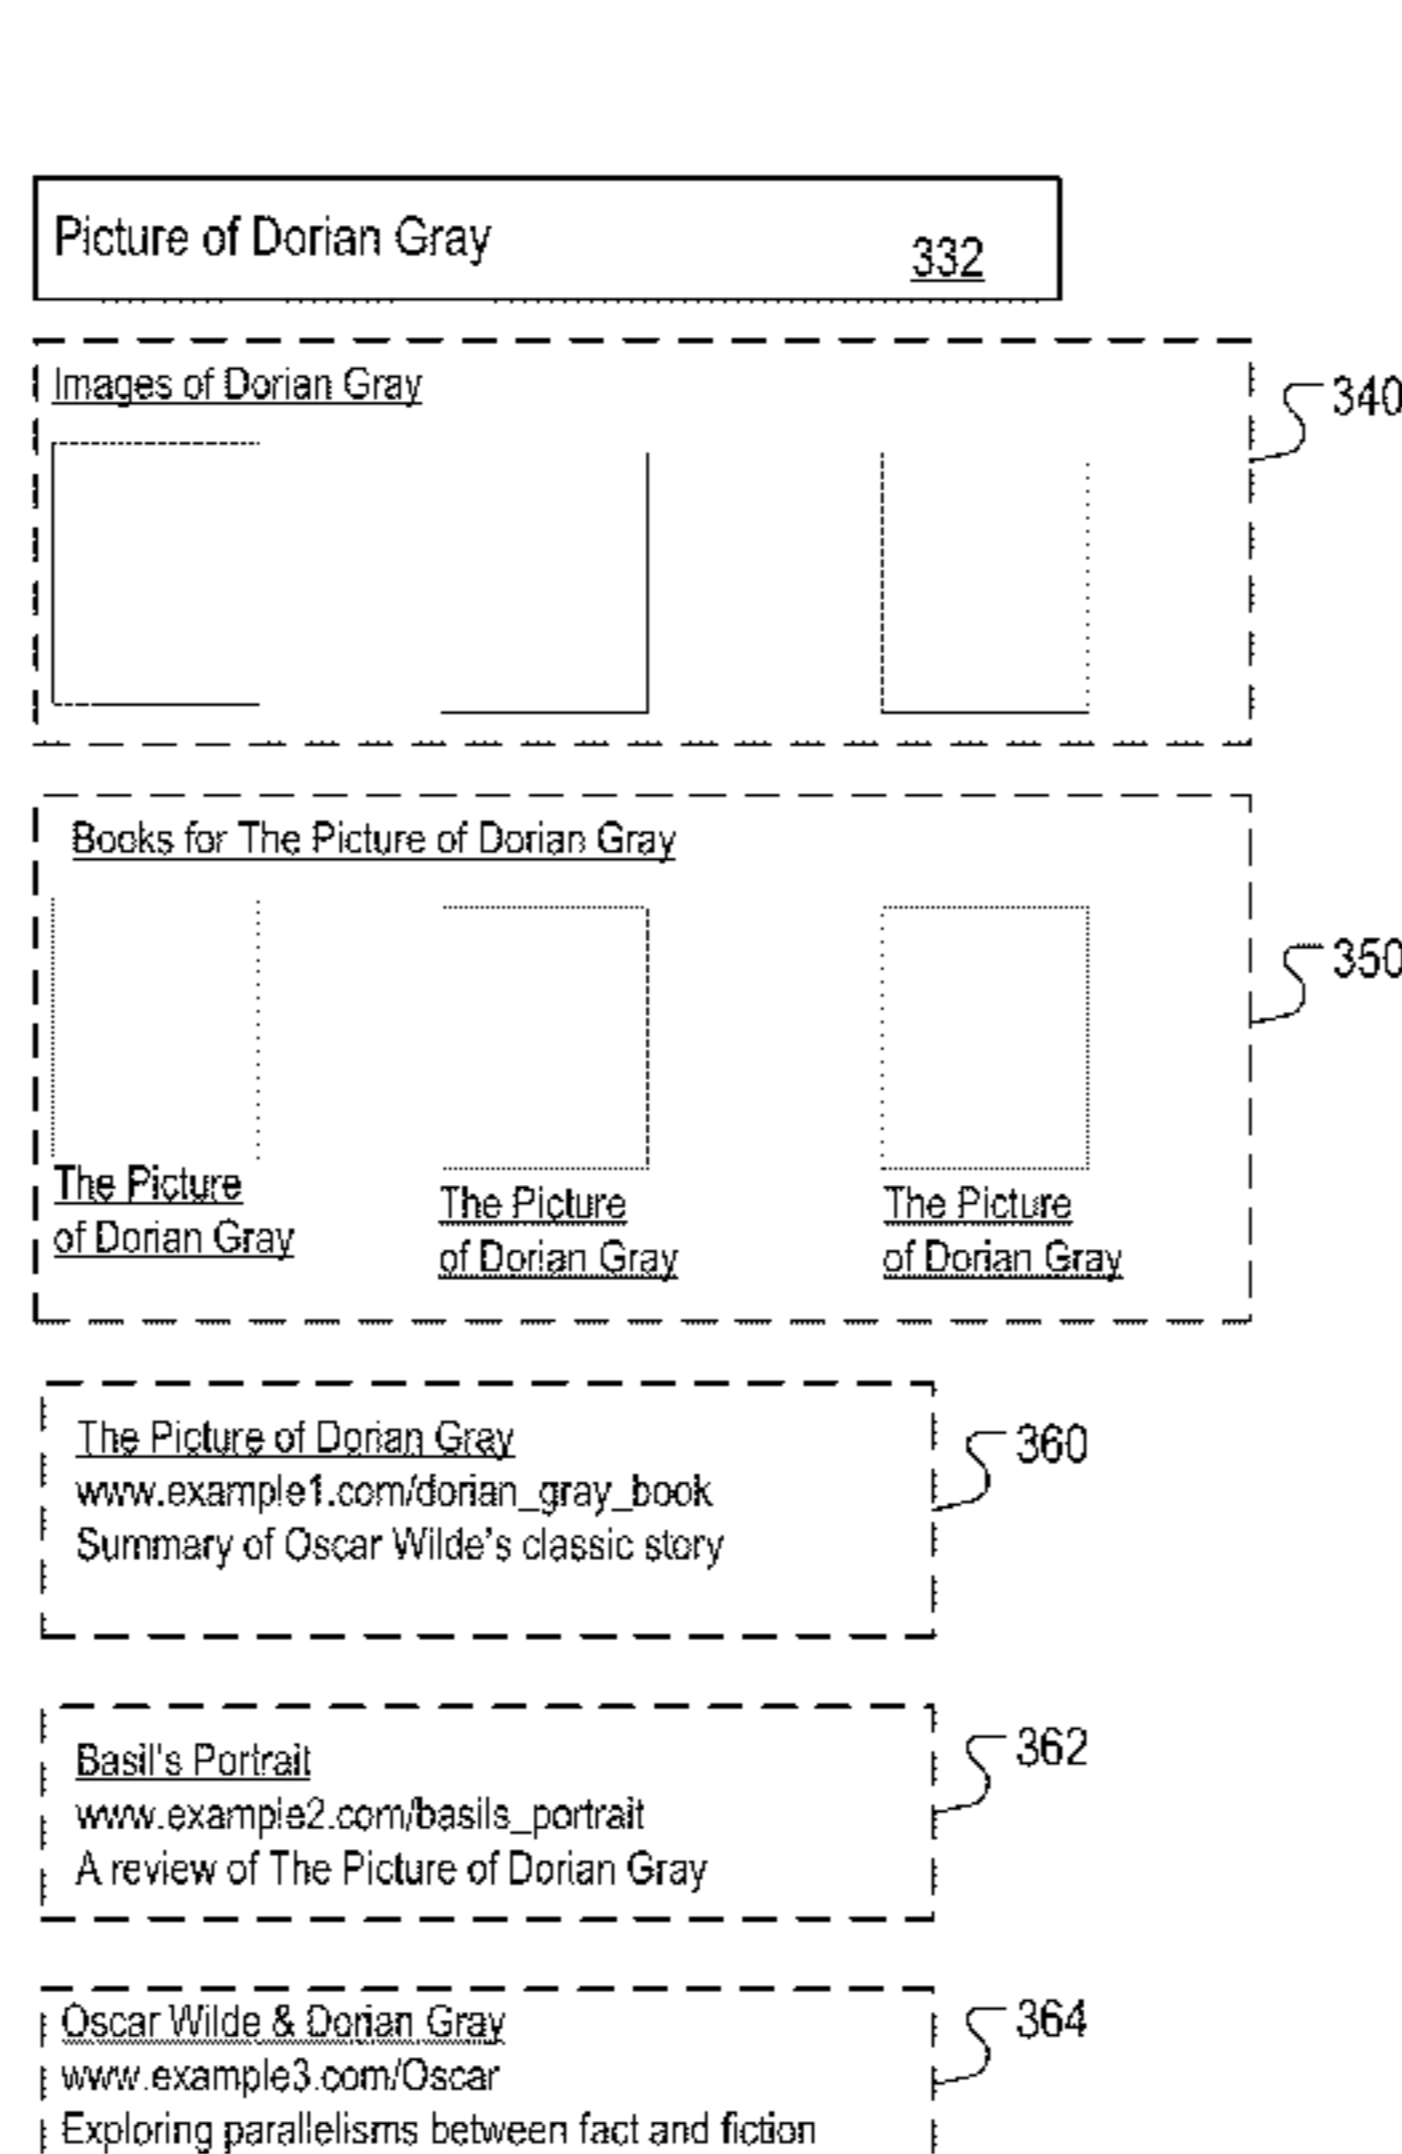 Picture of Dorian Gray 332
Images of Dorian Gray
340
Books for The Picture of Dorian Gray
350
The Picture
of Dorian Gray
The Picture
of Dorian Gray
The Picture
of Dorian Gray
The Picture of Dorian Gray
www.example1.com/dorian_gray_book
Summary of Oscar Wilde's classic story
360
Basil's Portrait
www.example2.com/basils_portrait
A review of The Picture of Dorian Gray
362
Oscar Wilde & Dorian Gray
www.example3.com/Oscar
Exploring parallelisms between fact and fiction
364